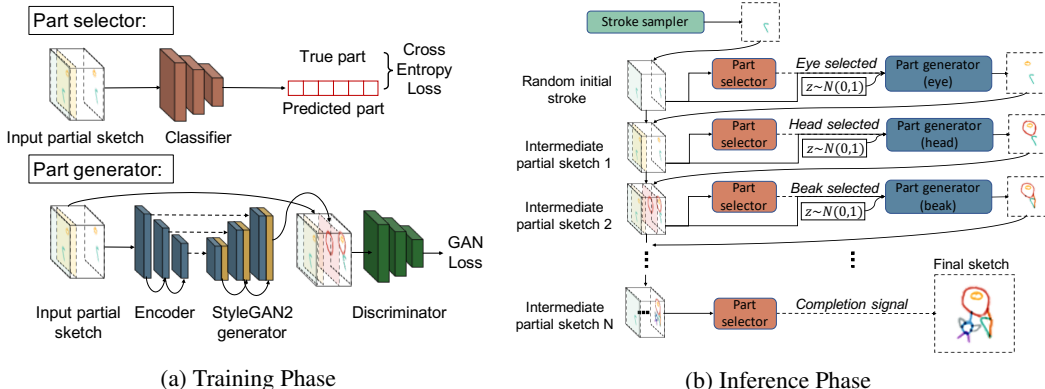 Part selector:
True part
Predicted part
Cross
Entropy
Loss
Input partial sketch
Classifier
Part generator:
GAN
Loss
Input partial
sketch
Encoder
StyleGAN2
generator
Discriminator
(a) Training Phase
Stroke sampler
Random initial
stroke
Part
selector
Eye selected
z~N(0,1)
Part generator
(eye)
Intermediate
partial sketch 1
Part
selector
Head selected
z~N(0,1)
Part generator
(head)
Intermediate
partial sketch 2
Part
selector
Beak selected
z~N(0,1)
Part generator
(beak)
Intermediate
partial sketch N
Part
selector
Completion signal
Final sketch
(b) Inference Phase